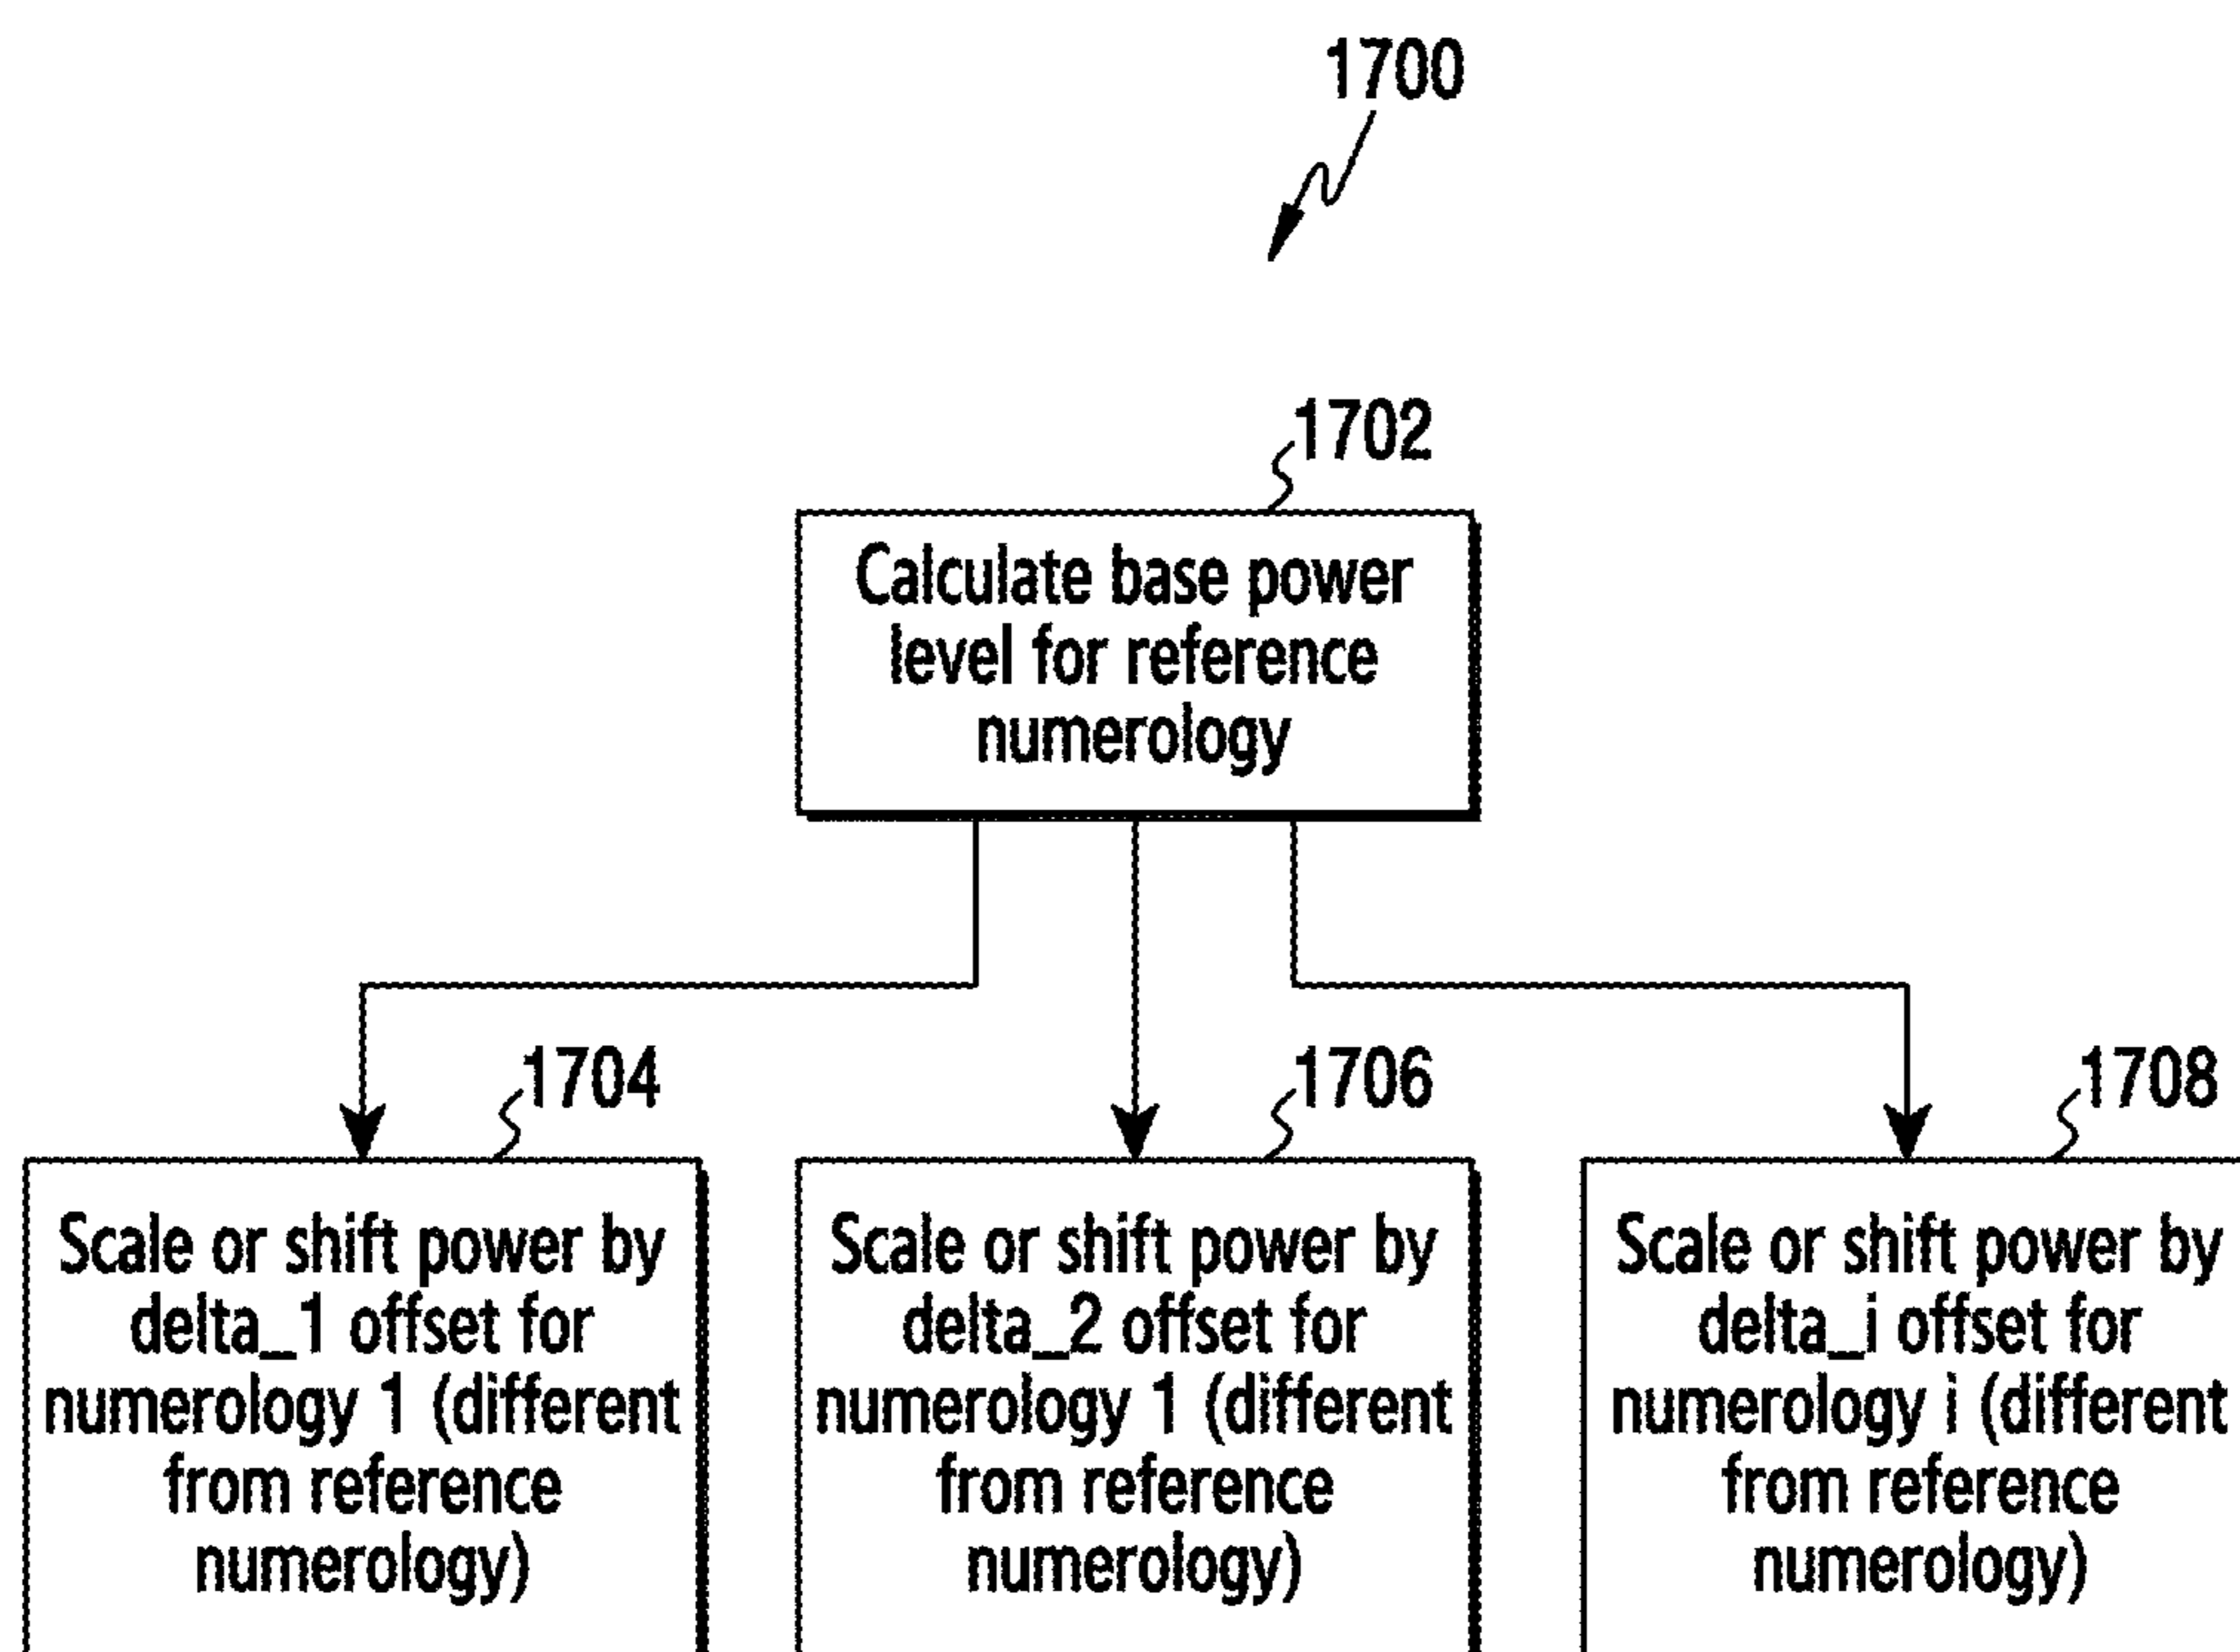 1700
1702
Calculate base power
level for reference
numerology
1704
Scale or shift power by
delta_1 offset for
numerology 1 (different
from reference
numerology)
1706
Scale or shift power by
delta_2 offset for
numerology 1 (different
from reference
numerology)
1708
Scale or shift power by
delta_i offset for
numerology i (different
from reference
numerology)